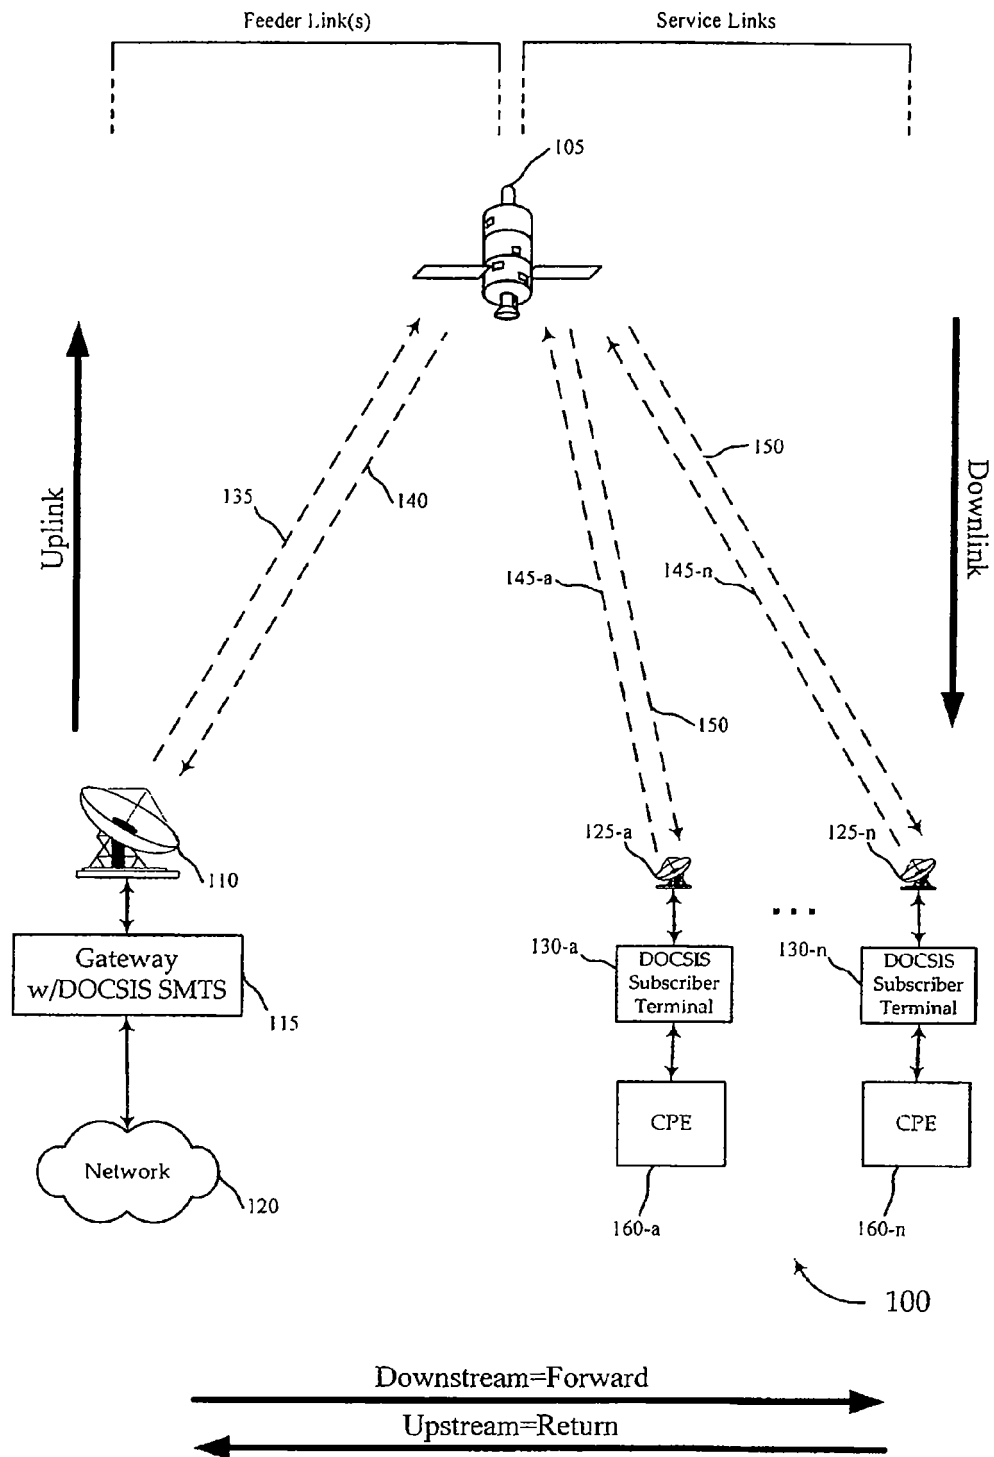 Feeder Link(s)
Service Links
105
Uplink
Downlink
135
140
150
145-a
145-n
150
110
125-a
125-n
Gateway
w/DOCSIS SMTS
115
130-a
DOCSIS
Subscriber
Terminal
130-n
DOCSIS
Subscriber
Terminal
CPE
CPE
Network
120
160-a
160-n
100
Downstream=Forward
Upstream=Return